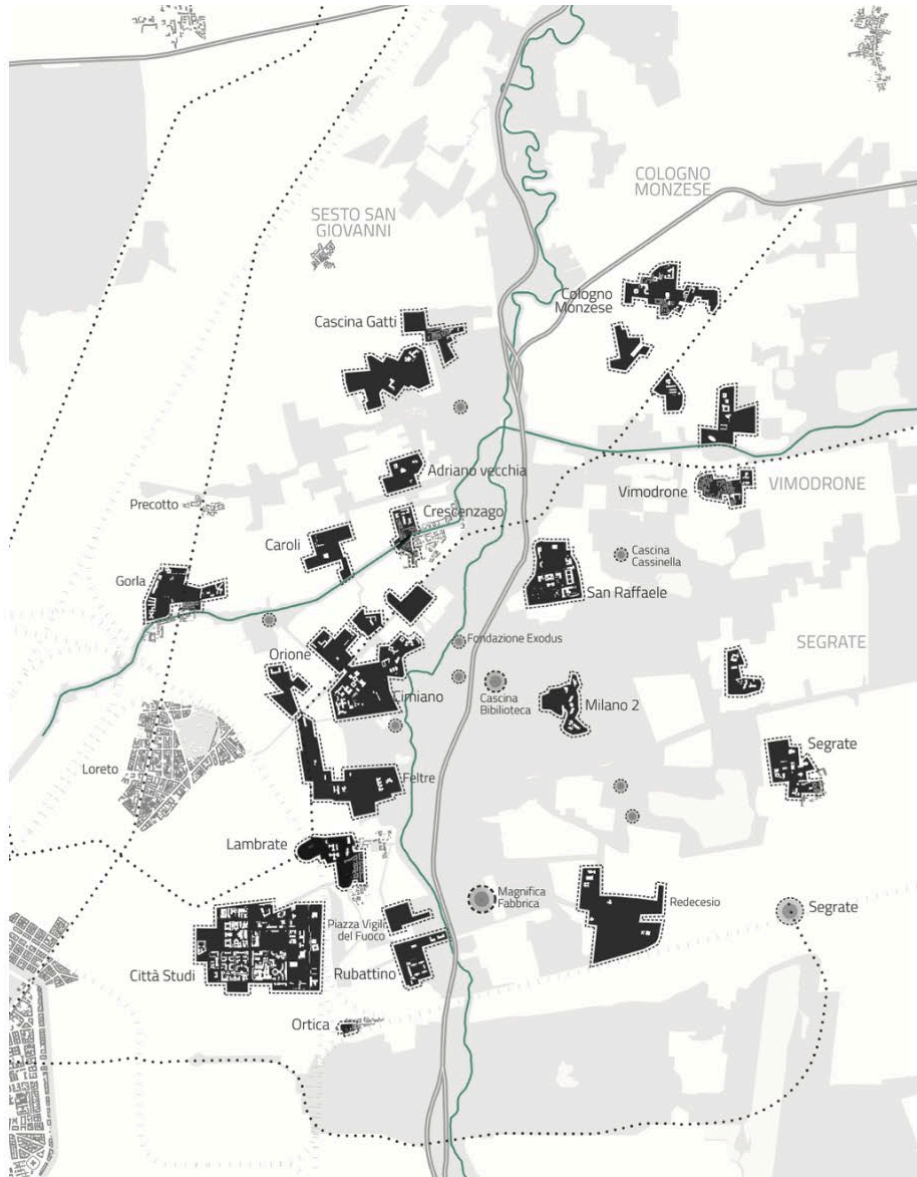 COLOGNO
MONZESE
SESTO SAN
GIOVANNI
Cologno
Monzese
Cascina Gatti
Adriano vecchia
Vimodrone
VIMODRONE
Precotto
Crescenzago
Caroli
Cascina
Cassinella
Gorla
San Raffaele
Fondazione Exodus
SEGRATE
Orione
Cimiano
Cascina
Bibilioteca
Milano 2
Segrate
Loreto
Feltre
Lambrate
Magnifica
Fabbrica
Redecesio
Segrate
Piazza Vigili
del Fuoco
Città Studi
Rubattino
Ortica